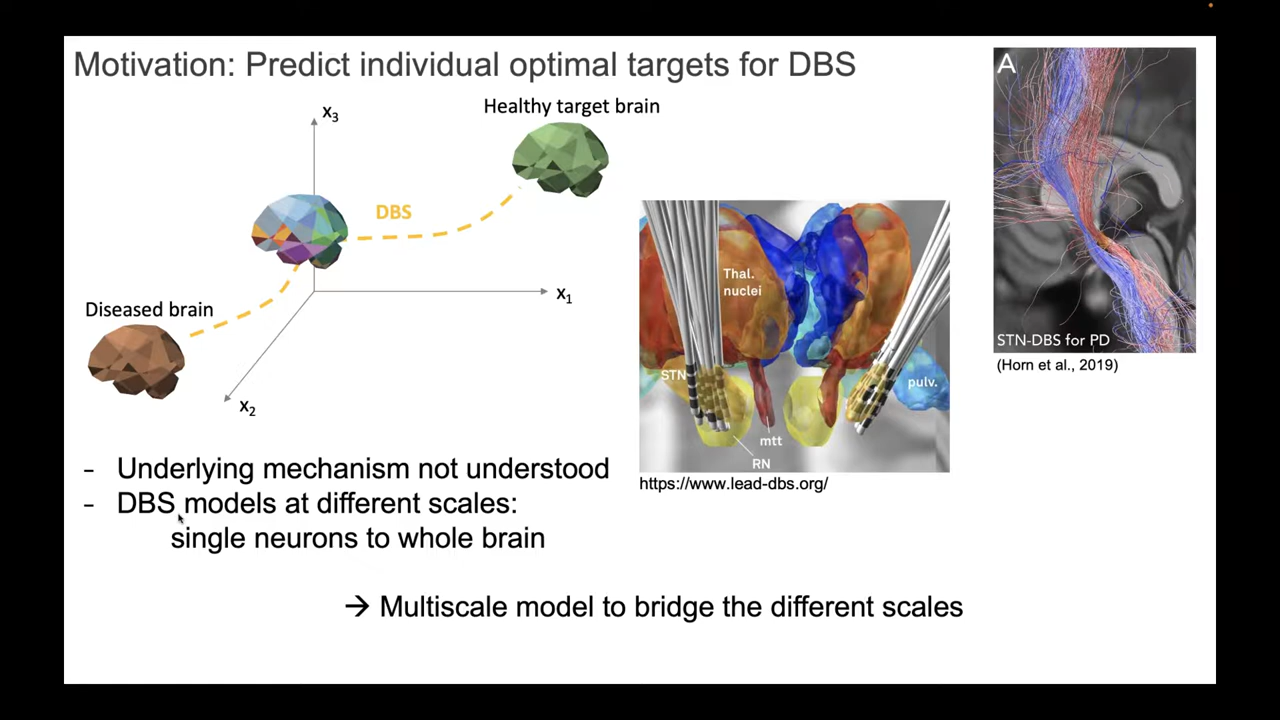 Motivation: Predict individual optimal targets for DBS
x3
Healthy target brain
DBS
Diseased brain
x1
x2
Thal.
nuclei
STN
pulv.
mtt
RN
https://www.lead-dbs.org/
A
STN-DBS for PD
(Horn et al., 2019)
- Underlying mechanism not understood
- DBS models at different scales:
single neurons to whole brain
→ Multiscale model to bridge the different scales